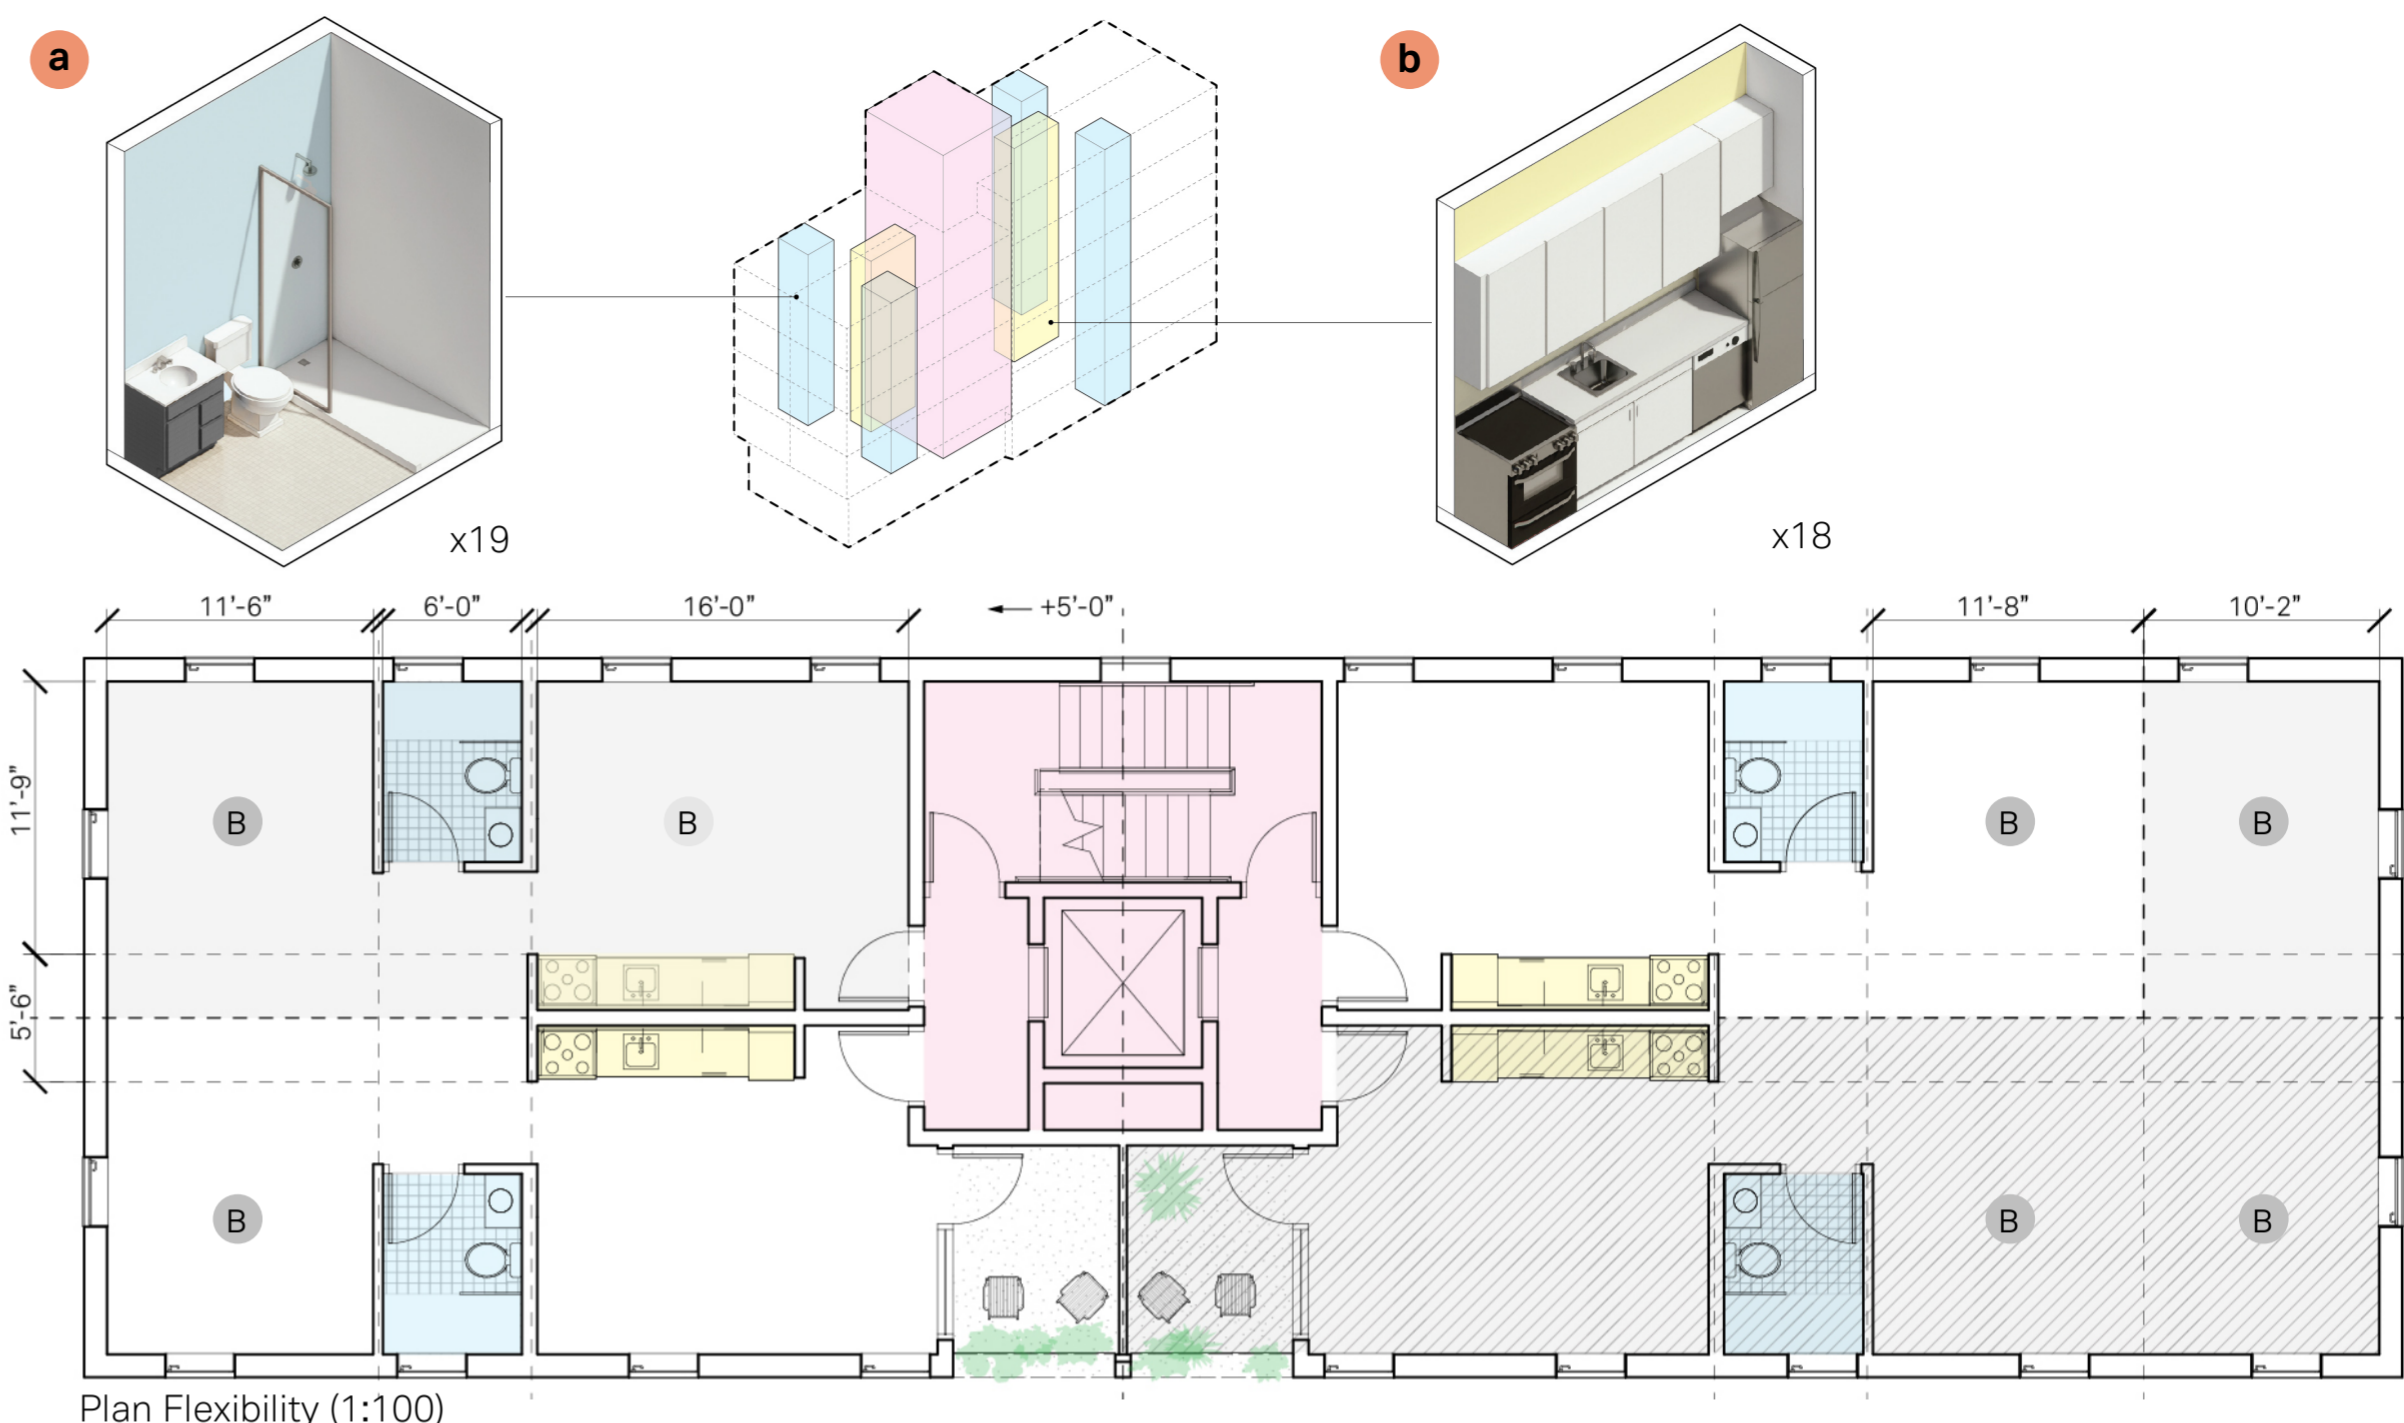 a
b
x19
x18
11’-6”
6’-0”
16’-0”
+5’-0”
11’-8”
10’-2”
11’-9”
5’-6”
B
B
B
B
B
B
B
Plan Flexibility (1:100)